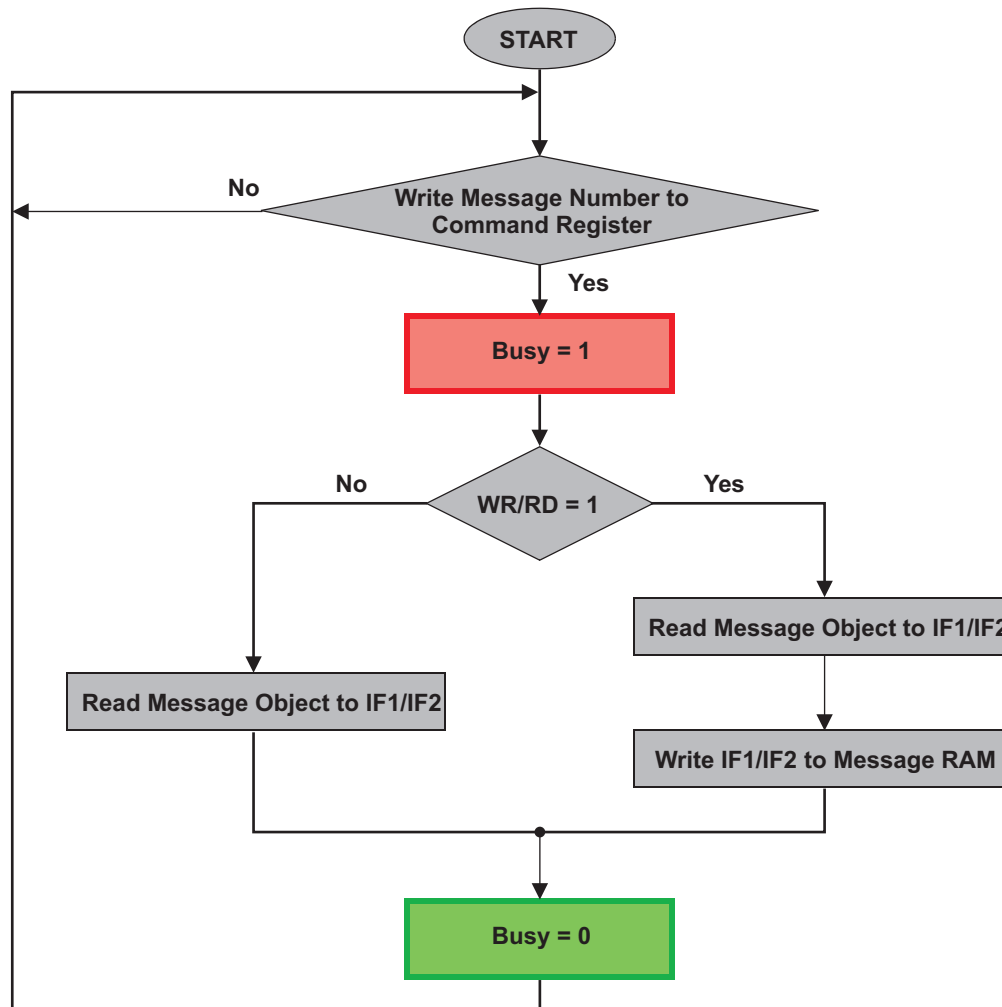 START
No
Write Message Number to
Command Register
Yes
Busy = 1
No
Yes
WR/RD = 1
Read Message Object to IF1/IF2
Read Message Object to IF1/IF2
Write IF1/IF2 to Message RAM
Busy = 0